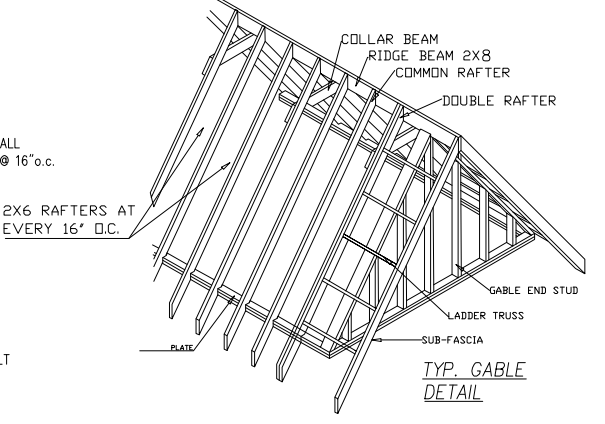 COLLAR BEAM
RIDGE BEAM 2X8
COMMON RAFTER
DOUBLE RAFTER
ALL
@ 16"o.c.
2X6 RAFTERS AT
EVERY 16" O.C.
GABLE END STUD
LADDER TRUSS
SUB-FASCIA
PLATE
LT
TYP. GABLE
DETAIL